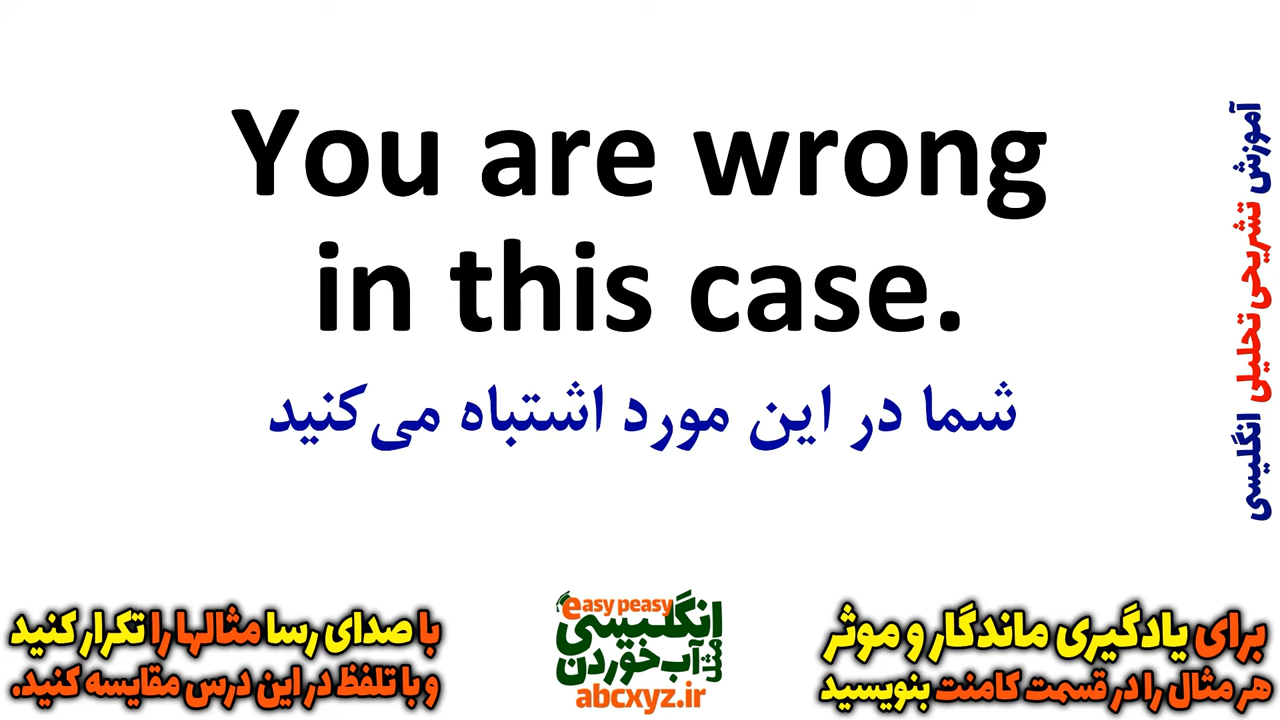 You are wrong
in this case.
شما در این مورد اشتباه می‌کنید
آموزش تشریحی تحلیلی انگلیسی
برای یادگیری ماندگار و موثر
هر مثال را در قسمت کامنت بنویسید
easy peasy
انگلیسی
مثل آب خوردن
abcxyz.ir
با صدای رسا مثالها را تکرار کنید
و با تلفظ در این درس مقایسه کنید.